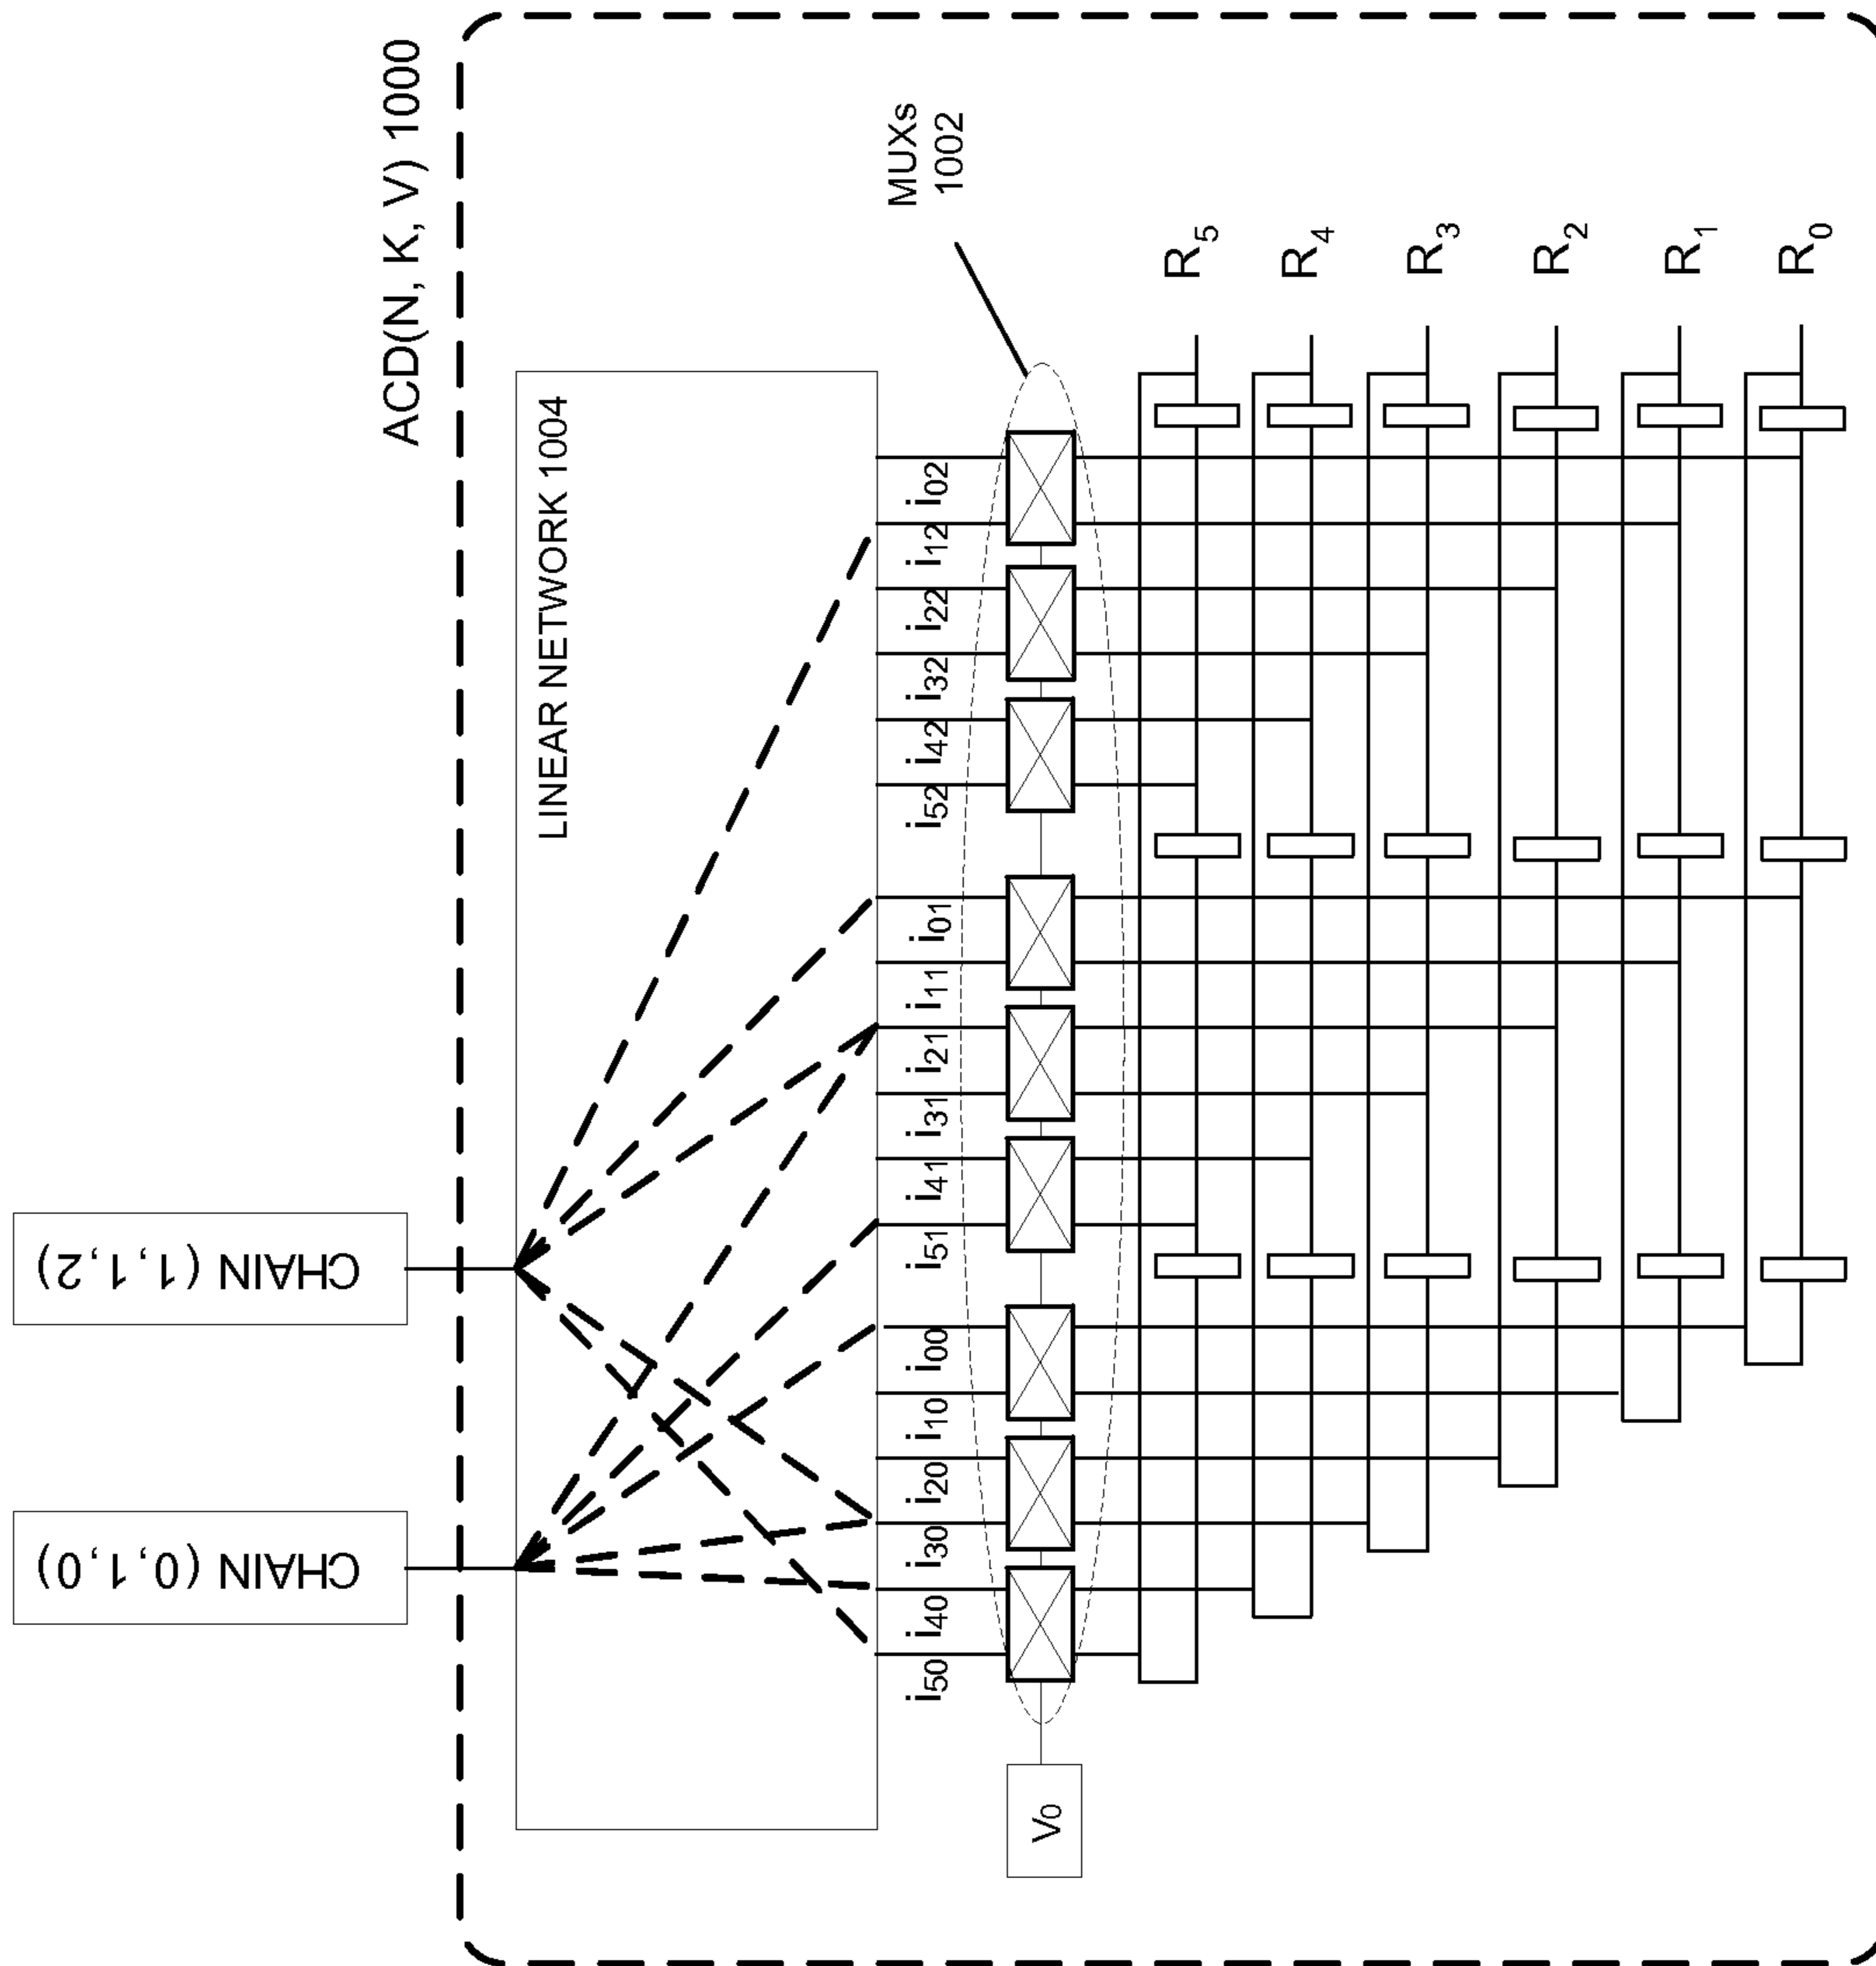 ACD(N, K, V) 1000
CHAIN (0,1,0)
CHAIN (1,1,2)
LINEAR NETWORK 1004
MUXs
1002
i50
i40
i30
i20
i10
i00
i51
i41
i31
i21
i11
i01
i52
i42
i32
i22
i12
i02
V0
R5
R4
R3
R2
R1
R0